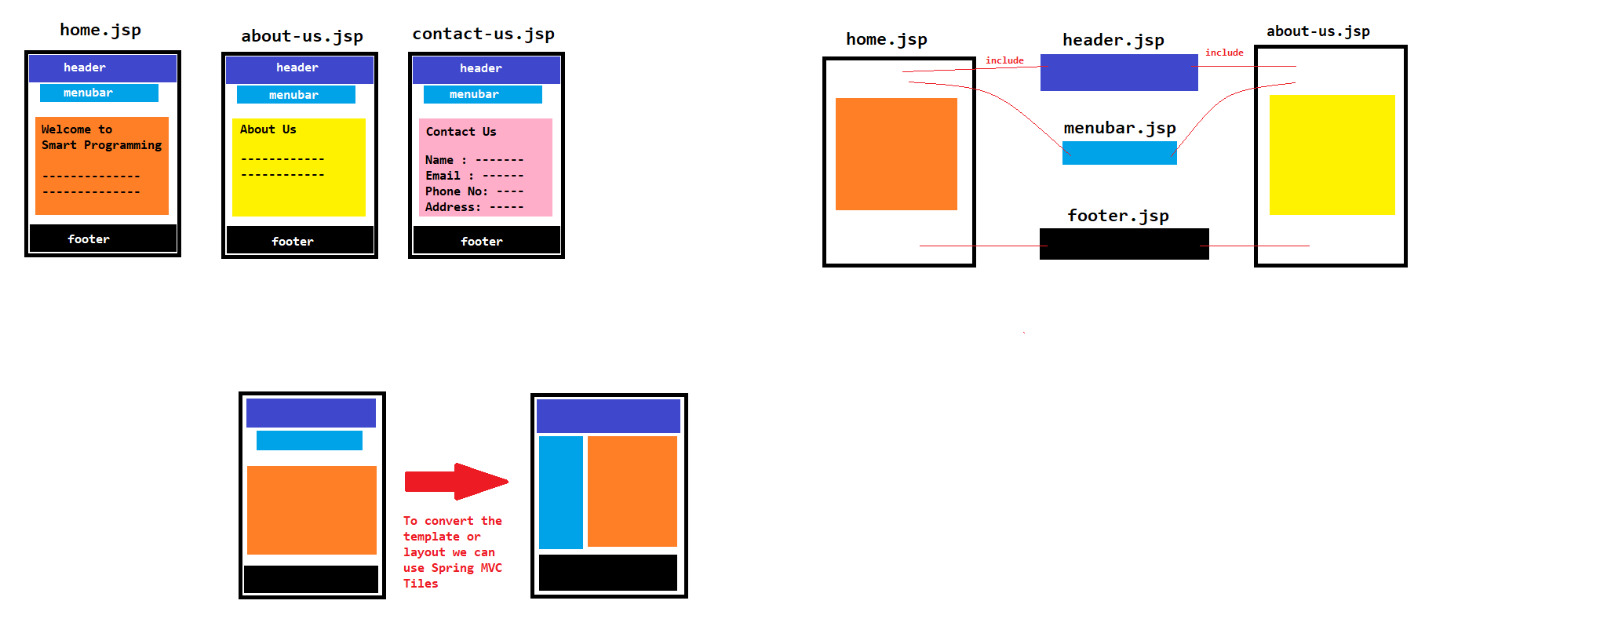 home.jsp
header
menubar
Welcome to
Smart Programming
--------------
--------------
footer
about-us.jsp
header
menubar
About Us
------------
------------
footer
contact-us.jsp
header
menubar
Contact Us
Name : -------
Email : ------
Phone No: ----
Address: -----
footer
home.jsp
include
header.jsp
include
about-us.jsp
menubar.jsp
footer.jsp
To convert the
template or
layout we can
use Spring MVC
Tiles